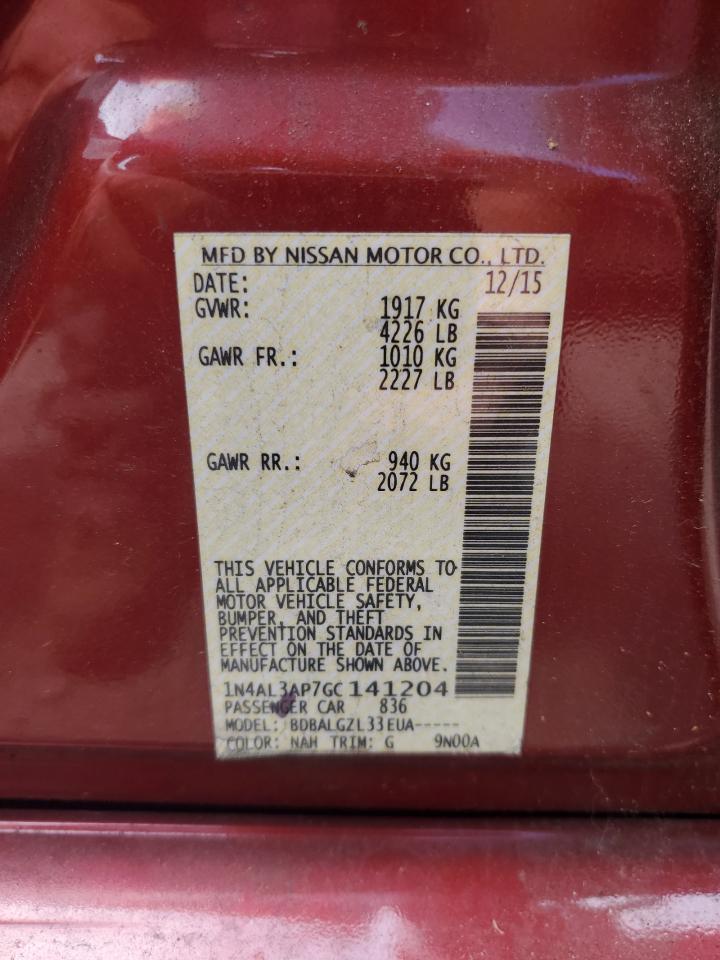 MFD BY NISSAN MOTOR CO., LTD.
DATE: 12/15
GVWR: 1917 KG
4226 LB
GAWR FR.: 1010 KG
2227 LB
GAWR RR.: 940 KG
2072 LB
THIS VEHICLE CONFORMS TO
ALL APPLICABLE FEDERAL
MOTOR VEHICLE SAFETY,
BUMPER, AND THEFT
PREVENTION STANDARDS IN
EFFECT ON THE DATE OF
MANUFACTURE SHOWN ABOVE.
1N4AL3AP7GC141204
PASSENGER CAR 836
MODEL: BDBALGZL33EUA-----
COLOR: NAH TRIM: G 9N00A